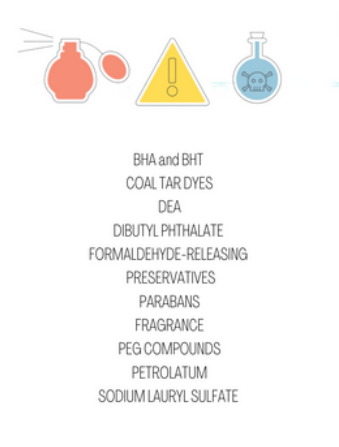 BHA and BHT
COAL TAR DYES
DEA
DIBUTYL PHTHALATE
FORMALDEHYDE-RELEASING
PRESERVATIVES
PARABANS
FRAGRANCE
PEG COMPOUNDS
PETROLATUM
SODIUM LAURYL SULFATE